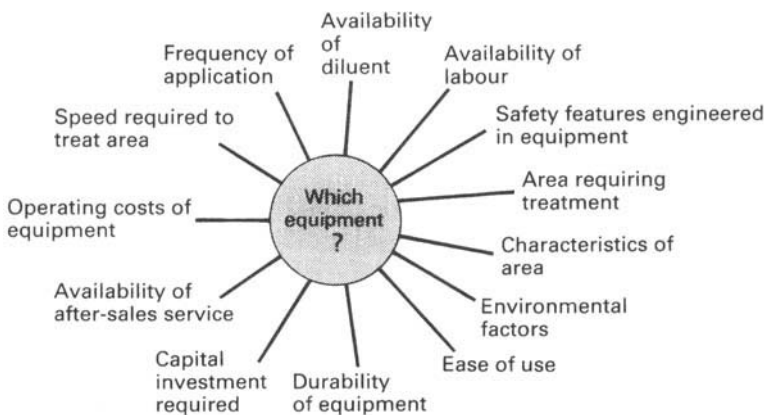 Availability
of
diluent
Frequency of
application
Availability of
labour
Speed required to
treat area
Safety features engineered
in equipment
Which
equipment
?
Area requiring
treatment
Operating costs of
equipment
Characteristics of
area
Availability of
after-sales service
Environmental
factors
Ease of use
Capital
investment
required
Durability
of equipment